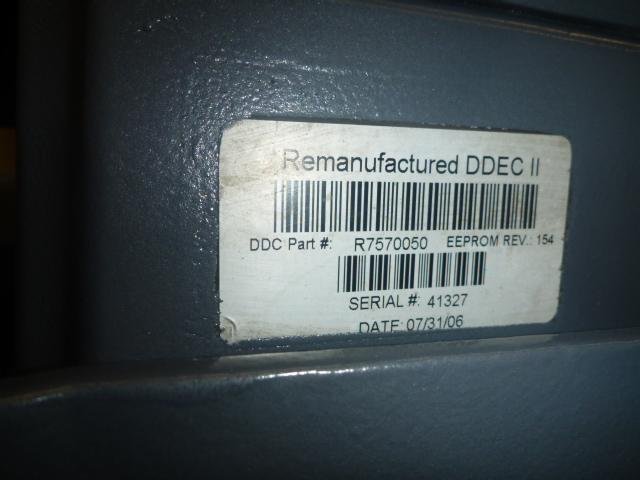 Remanufactured DDEC II
DDC Part #: R7570050 EEPROM REV.: 154
SERIAL #: 41327
DATE: 07/31/06